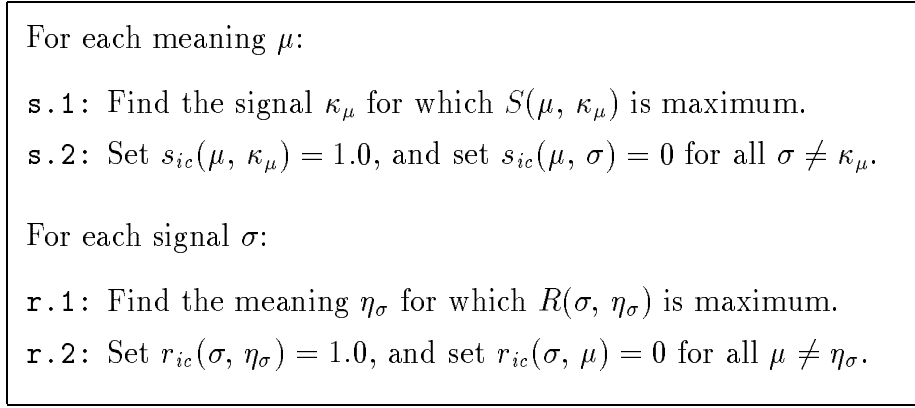 For each meaning μ:
s.1: Find the signal κ_μ for which S(μ, κ_μ) is maximum.
s.2: Set s_ic(μ, κ_μ) = 1.0, and set s_ic(μ, σ) = 0 for all σ ≠ κ_μ.
For each signal σ:
r.1: Find the meaning η_σ for which R(σ, η_σ) is maximum.
r.2: Set r_ic(σ, η_σ) = 1.0, and set r_ic(σ, μ) = 0 for all μ ≠ η_σ.